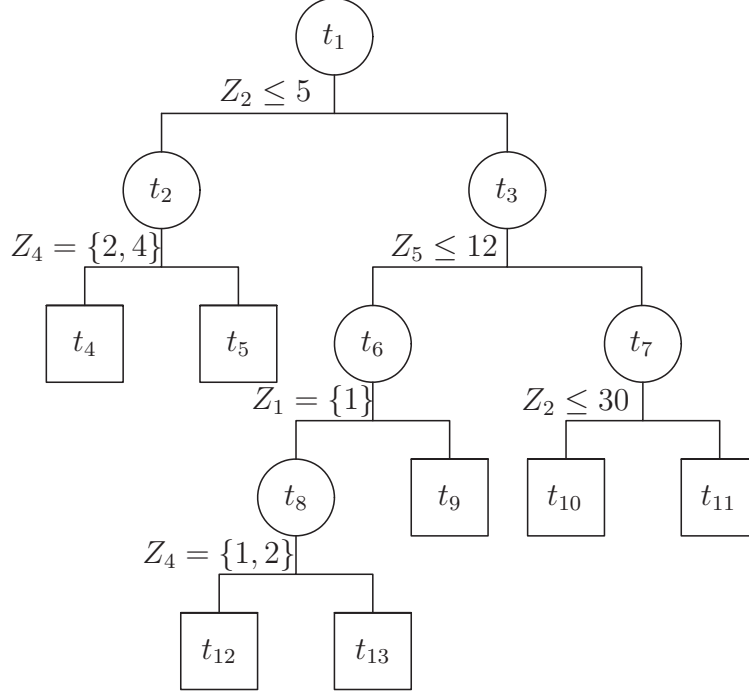 t₁
Z₂ ≤ 5
t₂
t₃
Z₄ = {2, 4}
Z₅ ≤ 12
t₄
t₅
t₆
t₇
Z₁ = {1}
Z₂ ≤ 30
t₈
t₉
t₁₀
t₁₁
Z₄ = {1, 2}
t₁₂
t₁₃